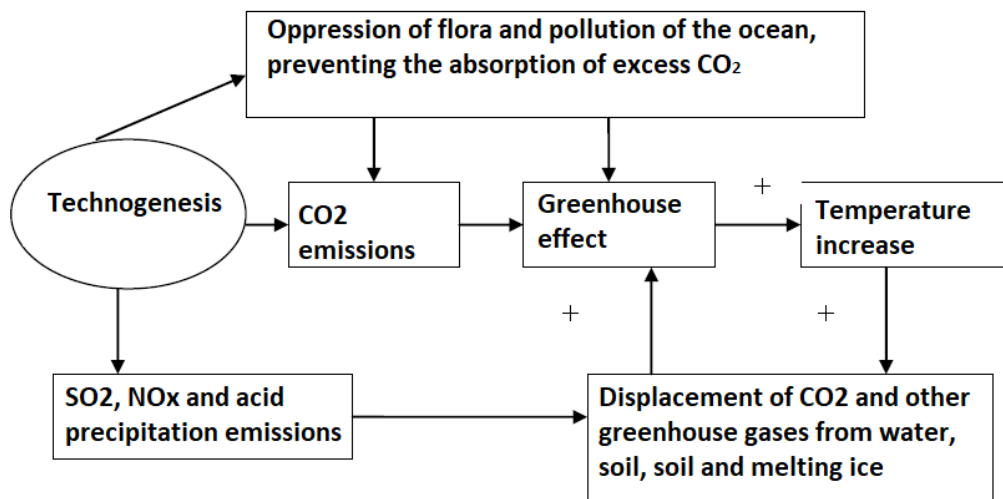 Oppression of flora and pollution of the ocean,
preventing the absorption of excess CO₂
Technogenesis
CO2
emissions
Greenhouse
effect
+
Temperature
increase
+
+
SO2, NOx and acid
precipitation emissions
Displacement of CO2 and other
greenhouse gases from water,
soil, soil and melting ice